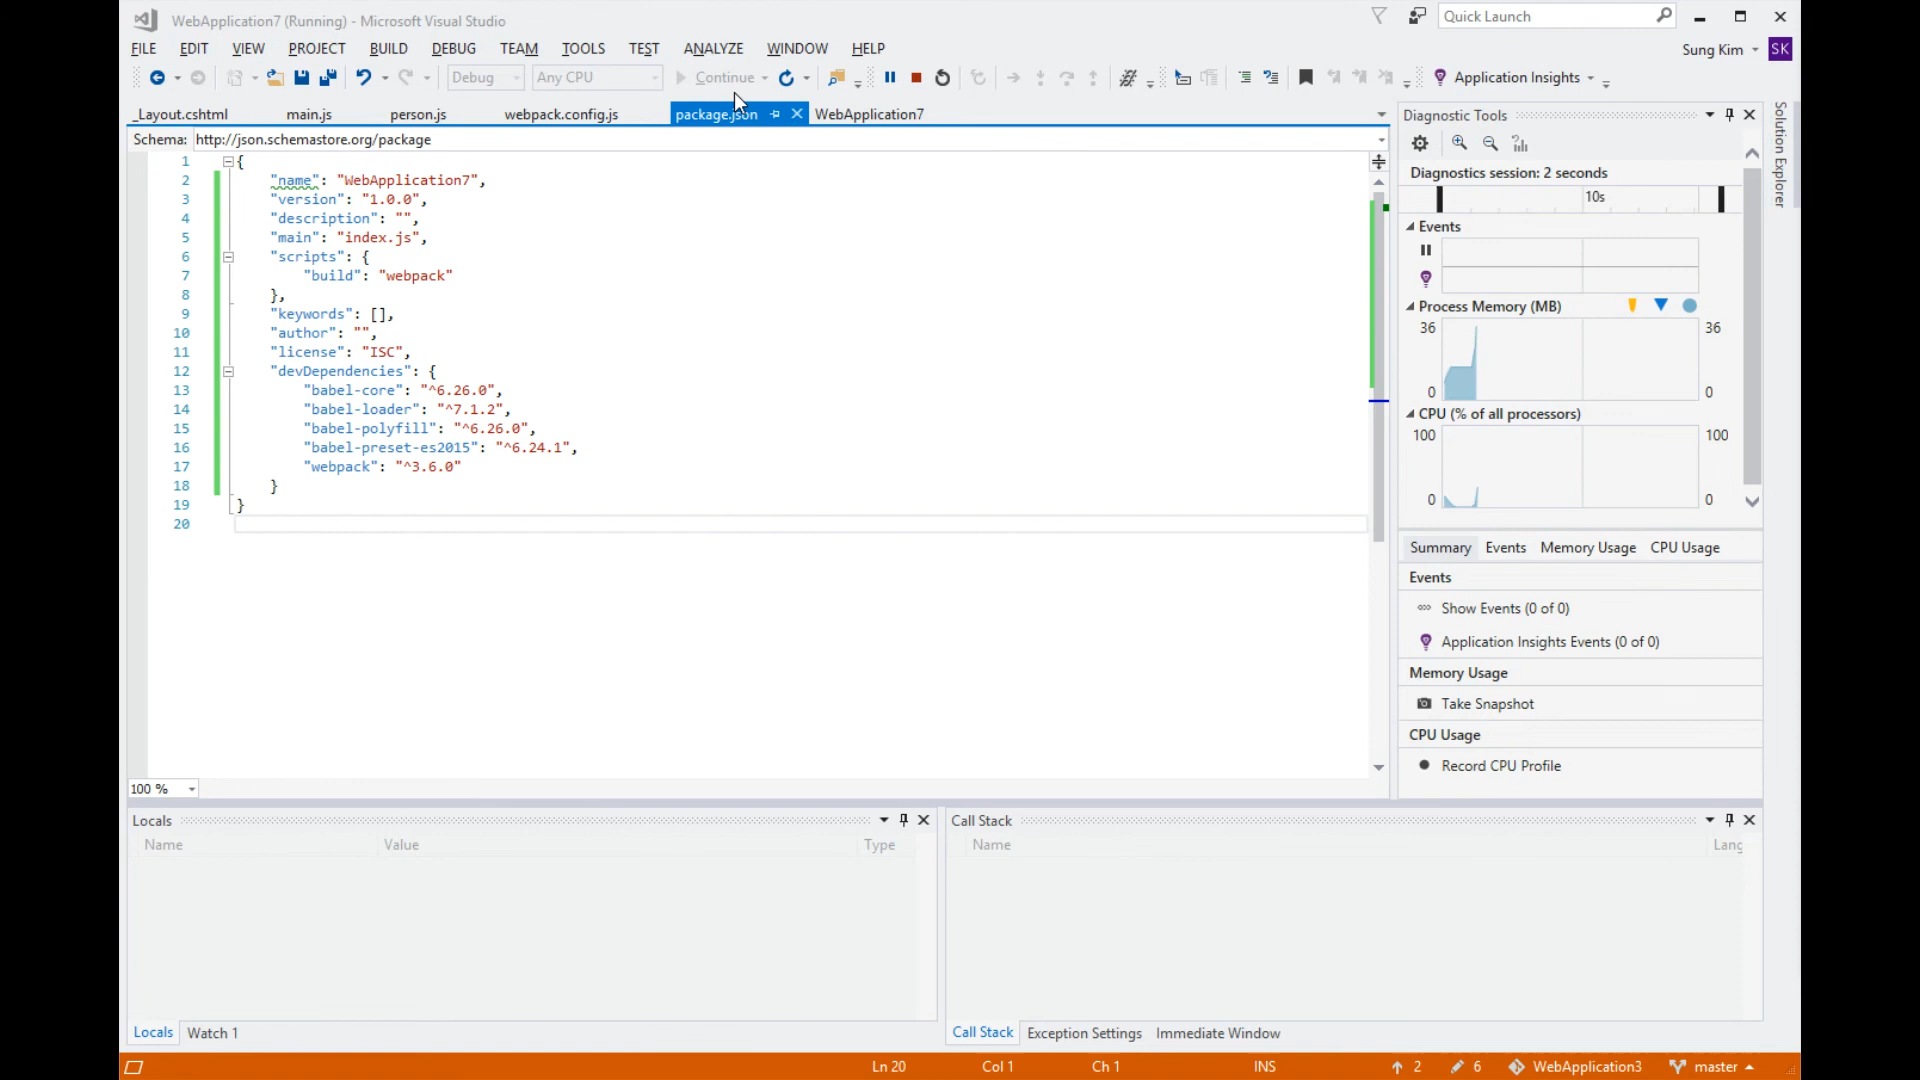 WebApplication7 (Running) - Microsoft Visual Studio
Quick Launch
FILE EDIT VIEW PROJECT BUILD DEBUG TEAM TOOLS TEST ANALYZE WINDOW HELP
Sung Kim SK
Debug Any CPU Continue Application Insights
_Layout.cshtml main.js person.js webpack.config.js package.json WebApplication7
Schema: http://json.schemastore.org/package
1 {
2 "name": "WebApplication7",
3 "version": "1.0.0",
4 "description": "",
5 "main": "index.js",
6 "scripts": {
7 "build": "webpack"
8 },
9 "keywords": [],
10 "author": "",
11 "license": "ISC",
12 "devDependencies": {
13 "babel-core": "^6.26.0",
14 "babel-loader": "^7.1.2",
15 "babel-polyfill": "^6.26.0",
16 "babel-preset-es2015": "^6.24.1",
17 "webpack": "^3.6.0"
18 }
19 }
20
100 %
Diagnostic Tools
Diagnostics session: 2 seconds
10s
Events
Process Memory (MB)
36 36
0 0
CPU (% of all processors)
100 100
0 0
Summary Events Memory Usage CPU Usage
Events
Show Events (0 of 0)
Application Insights Events (0 of 0)
Memory Usage
Take Snapshot
CPU Usage
Record CPU Profile
Solution Explorer
Locals
Name Value Type
Locals Watch 1
Call Stack
Name Lang
Call Stack Exception Settings Immediate Window
Ln 20 Col 1 Ch 1 INS 2 6 WebApplication3 master